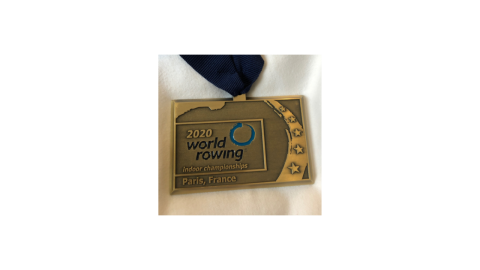 2020
world
rowing
indoor championships
Paris, France